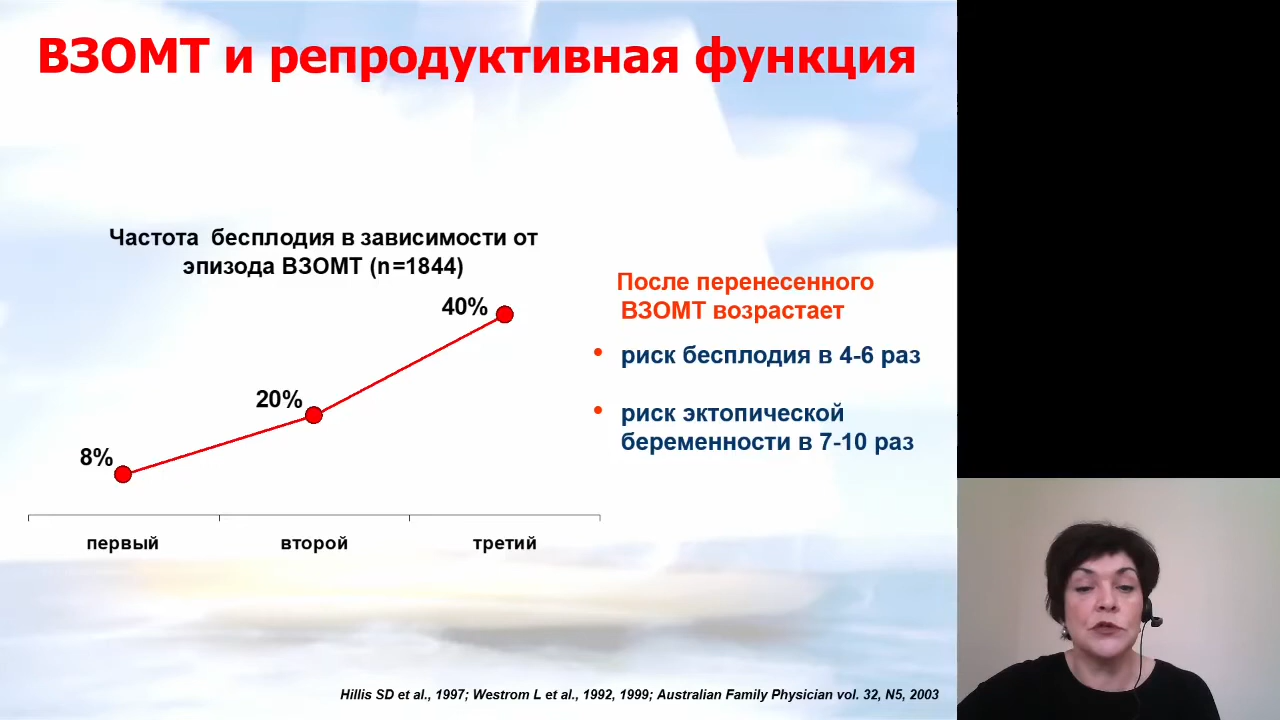 ВЗОМТ и репродуктивная функция
Частота бесплодия в зависимости от
эпизода ВЗОМТ (n=1844)
40%
20%
8%
первый
второй
третий
После перенесенного
ВЗОМТ возрастает
• риск бесплодия в 4-6 раз
• риск эктопической
беременности в 7-10 раз
Hillis SD et al., 1997; Westrom L et al., 1992, 1999; Australian Family Physician vol. 32, N5, 2003